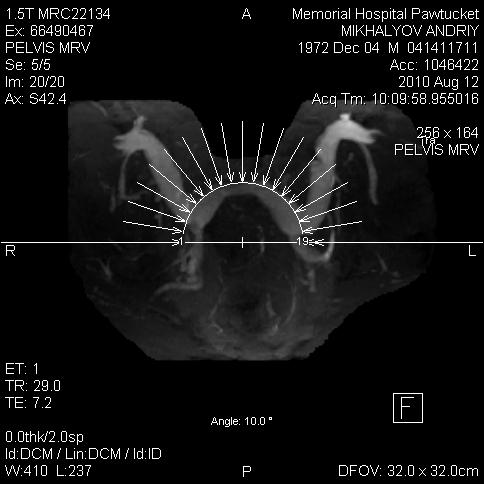 1.5T MRC22134
Ex: 66490467
PELVIS MRV
Se: 5/5
Im: 20/20
Ax: S42.4
A
Memorial Hospital Pawtucket
MIKHALYOV ANDRIY
1972 Dec 04 M 041411711
Acc: 1046422
2010 Aug 12
Acq Tm: 10:09:58.955016
256 x 164
PELVIS MRV
1
19
R
L
ET: 1
TR: 29.0
TE: 7.2
Angle: 10.0 °
F
0.0thk/2.0sp
Id:DCM / Lin:DCM / Id:ID
W:410 L:237
P
DFOV: 32.0 x 32.0cm